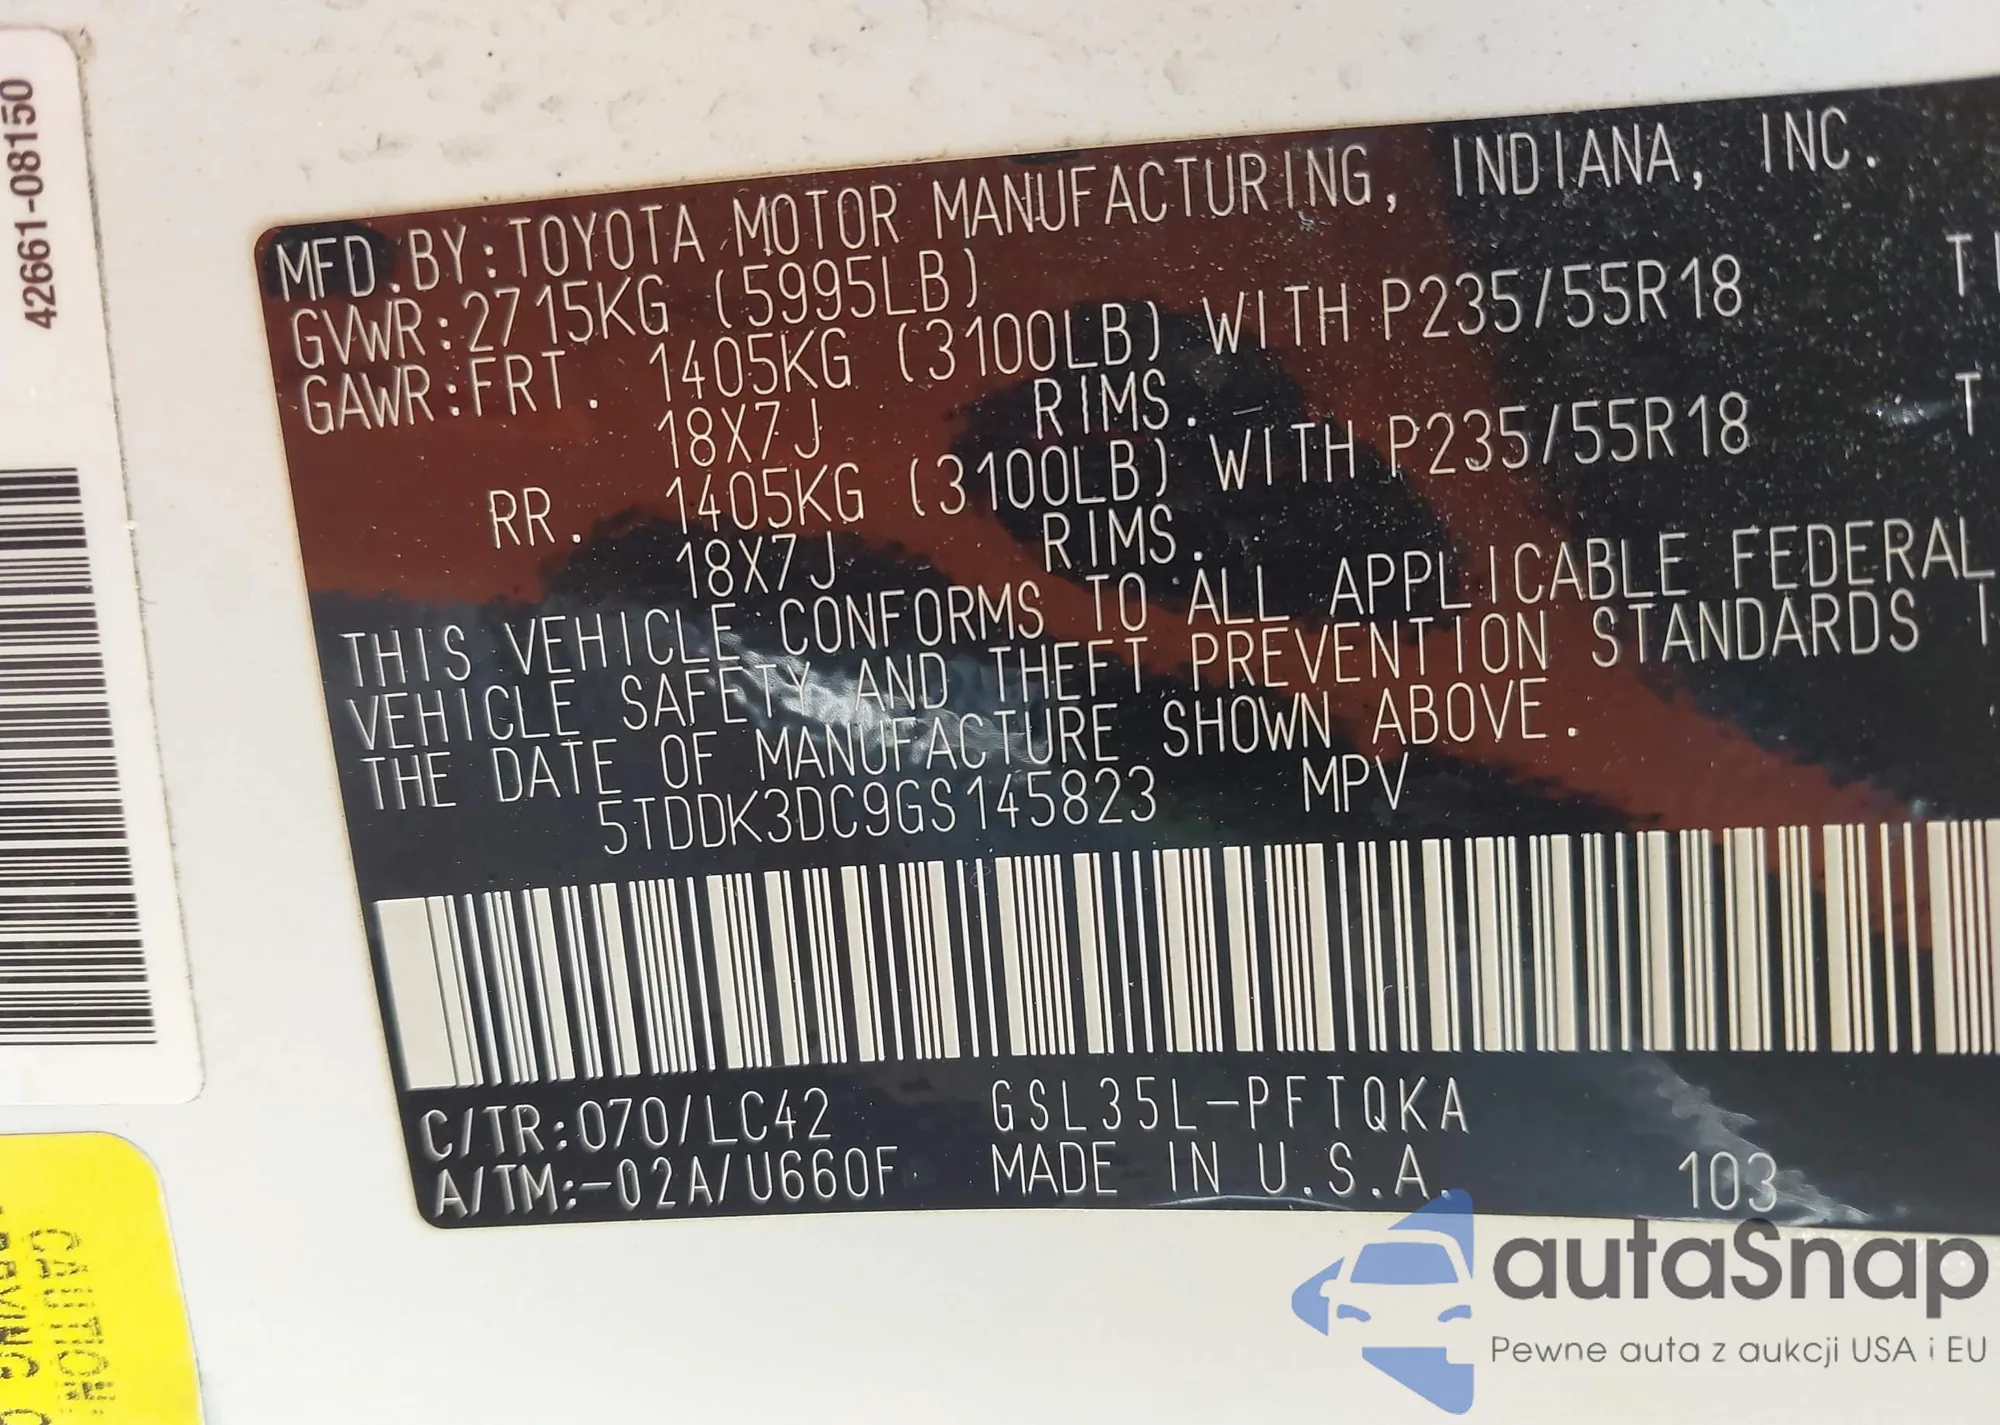 42661-08150
MFD.BY:TOYOTA MOTOR MANUFACTURING, INDIANA, INC.
GVWR:2715KG (5995LB)
GAWR:FRT. 1405KG (3100LB) WITH P235/55R18
18X7J RIMS.
RR. 1405KG (3100LB) WITH P235/55R18
18X7J RIMS.
THIS VEHICLE CONFORMS TO ALL APPLICABLE FEDERAL
VEHICLE SAFETY AND THEFT PREVENTION STANDARDS
THE DATE OF MANUFACTURE SHOWN ABOVE.
5TDDK3DC9GS145823 MPV
C/TR:070/LC42 GSL35L-PFTQKA
A/TM:-02A/U660F MADE IN U.S.A. 103
CAUTION:
autaSnap
Pewne auta z aukcji USA i EU